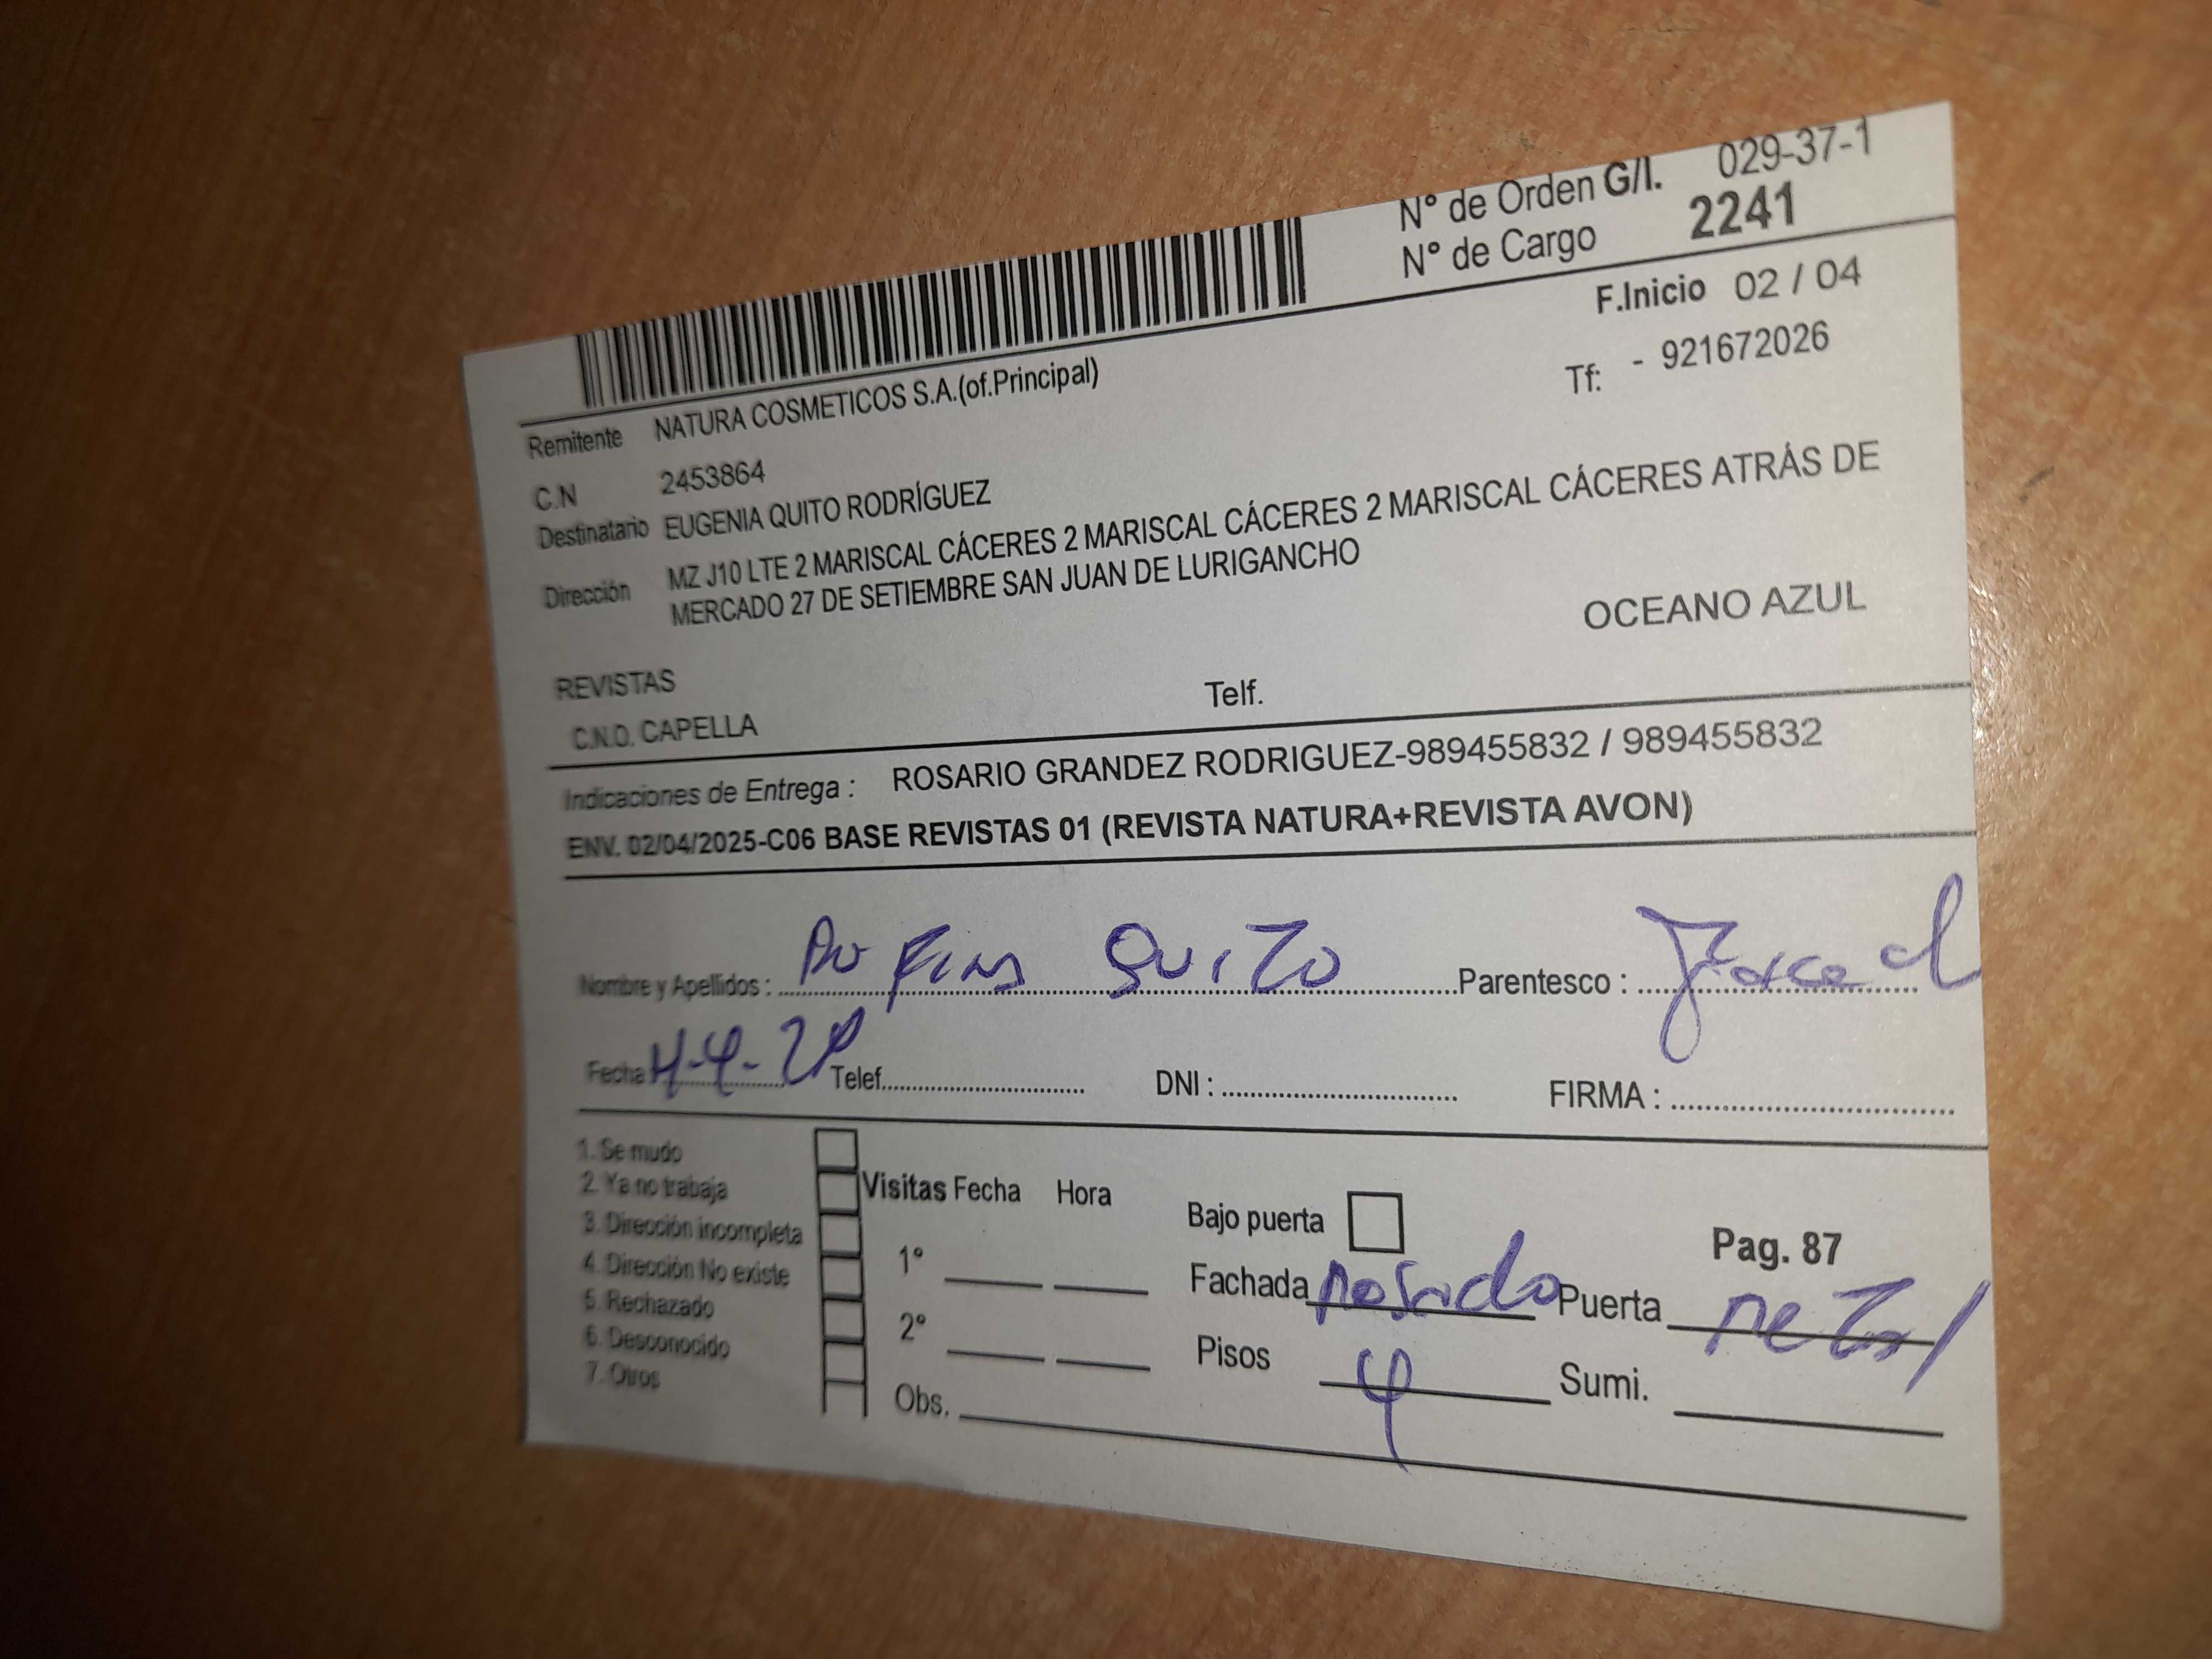 N° de Orden G/I. 029-37-1
N° de Cargo 2241
F.Inicio 02 / 04
Remitente NATURA COSMETICOS S.A.(of.Principal)
Tf: - 921672026
C.N 2453864
Destinatario EUGENIA QUITO RODRÍGUEZ
Dirección MZ J10 LTE 2 MARISCAL CÁCERES 2 MARISCAL CÁCERES 2 MARISCAL CÁCERES ATRÁS DE
MERCADO 27 DE SETIEMBRE SAN JUAN DE LURIGANCHO
OCEANO AZUL
REVISTAS
C.N.O. CAPELLA Telf.
Indicaciones de Entrega : ROSARIO GRANDEZ RODRIGUEZ-989455832 / 989455832
ENV. 02/04/2025-C06 BASE REVISTAS 01 (REVISTA NATURA+REVISTA AVON)
Nombre y Apellidos : QUITO Parentesco :
Fecha Telef. DNI : FIRMA :
1. Se mudo
2. Ya no trabaja
3. Dirección incompleta
4. Dirección No existe
5. Rechazado
6. Desconocido
7. Otros
Visitas Fecha Hora
1°
2°
Obs.
Bajo puerta
Pag. 87
Fachada rosado Puerta metal
Pisos 4 Sumi.